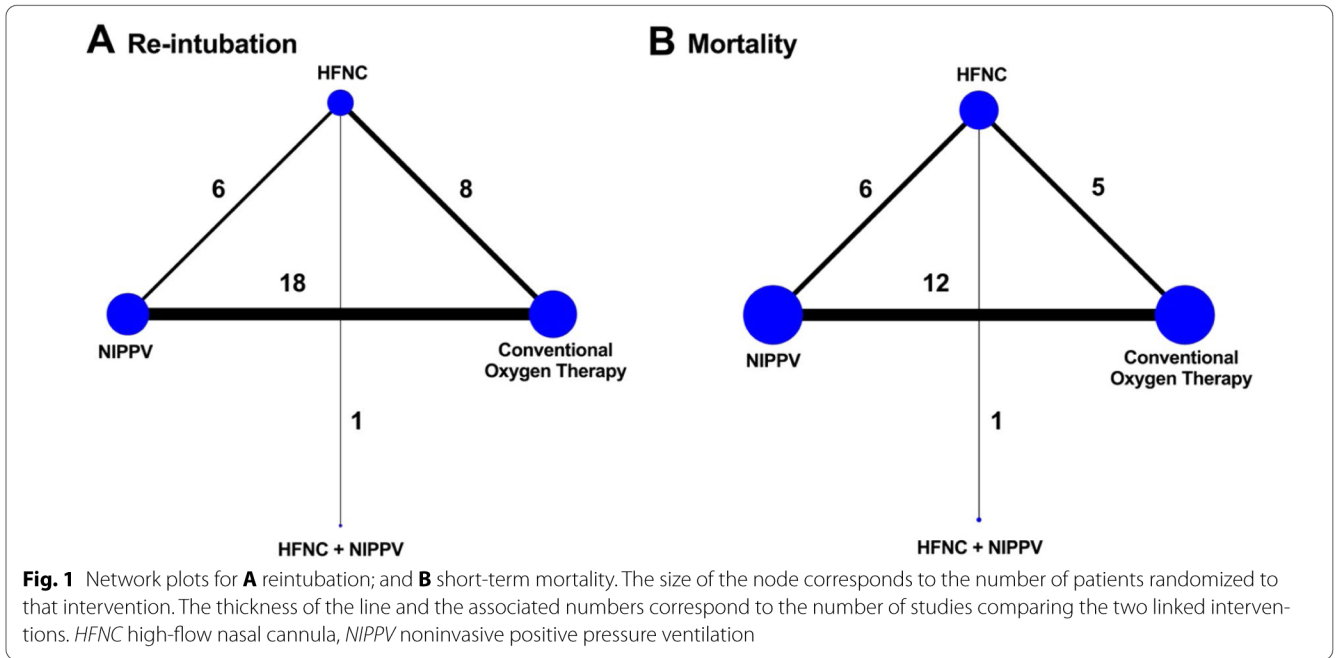 A Re-intubation
HFNC
6
8
18
NIPPV
Conventional
Oxygen Therapy
1
HFNC + NIPPV
B Mortality
HFNC
6
5
12
NIPPV
Conventional
Oxygen Therapy
1
HFNC + NIPPV
Fig. 1 Network plots for A reintubation; and B short-term mortality. The size of the node corresponds to the number of patients randomized to
that intervention. The thickness of the line and the associated numbers correspond to the number of studies comparing the two linked interven-
tions. HFNC high-flow nasal cannula, NIPPV noninvasive positive pressure ventilation